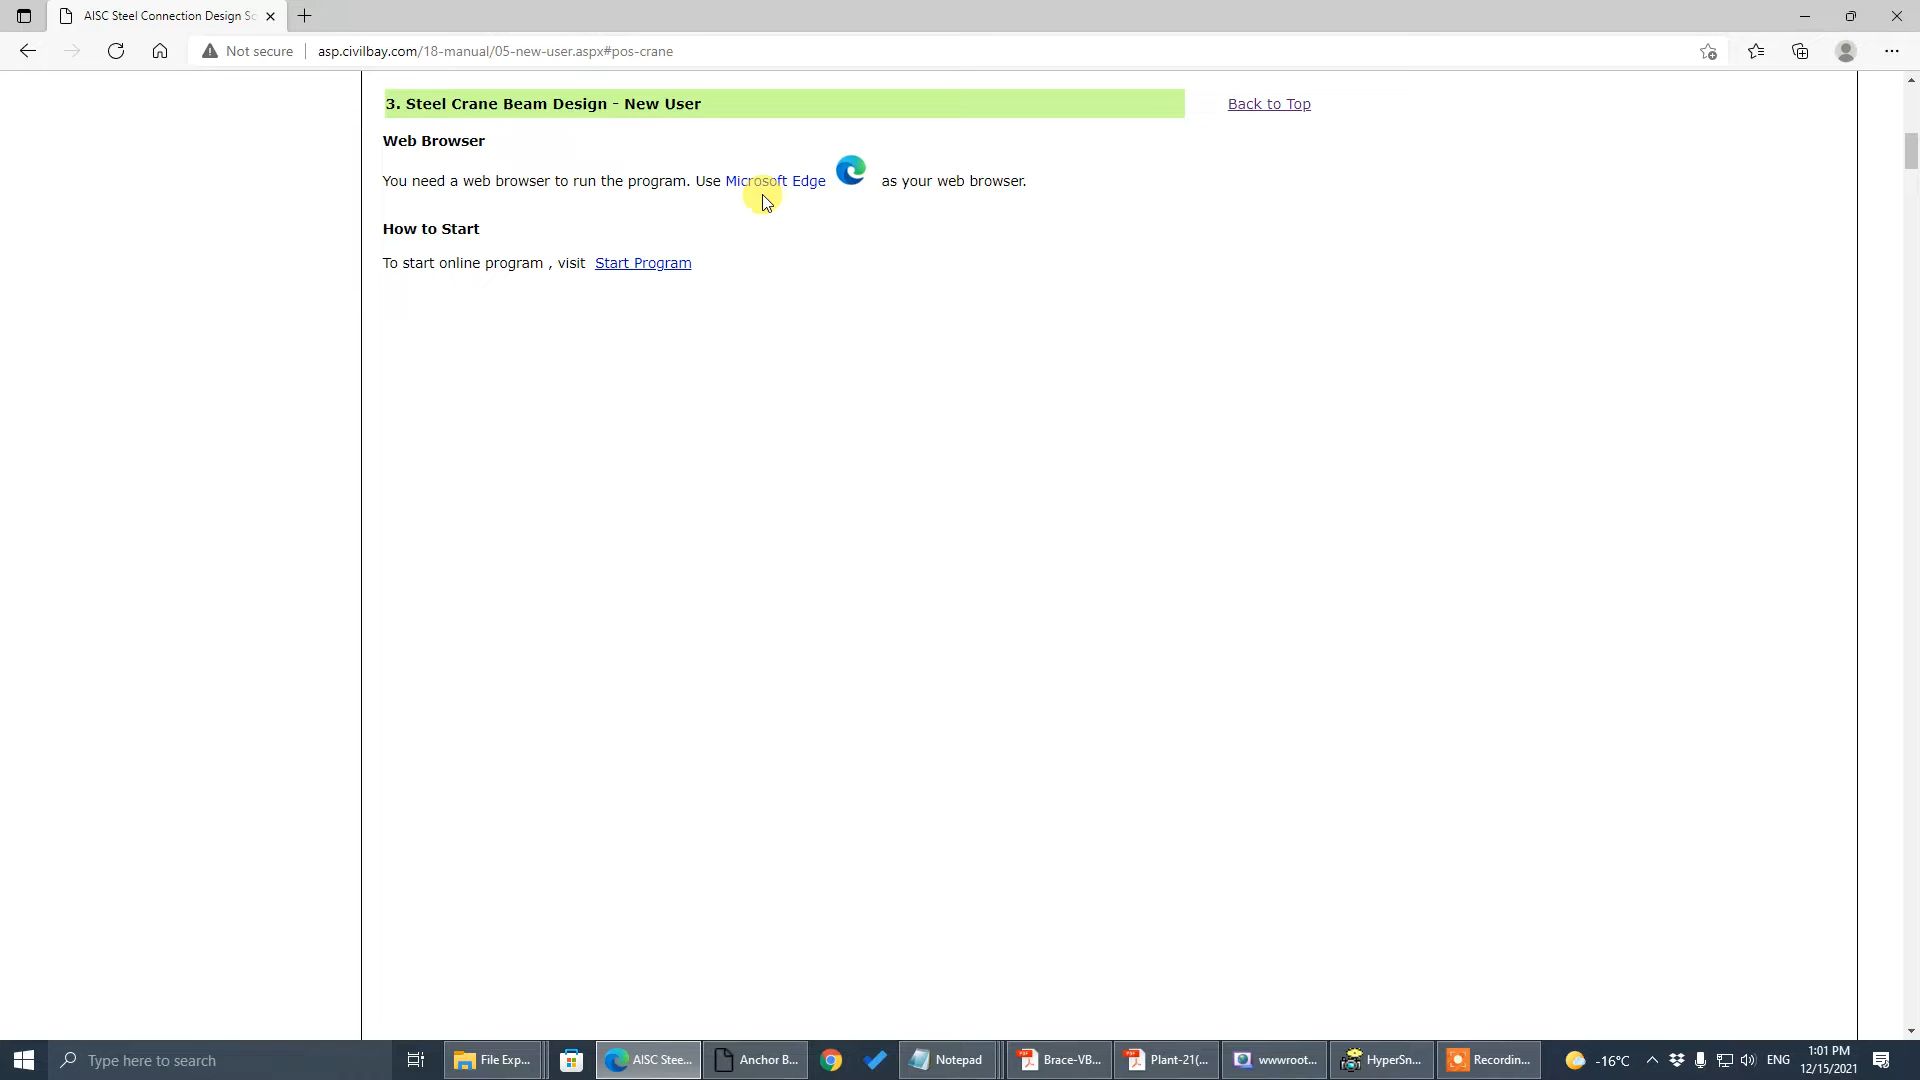 AISC Steel Connection Design So
Not secure
asp.civilbay.com/18-manual/05-new-user.aspx#pos-crane
3. Steel Crane Beam Design - New User
Back to Top
Web Browser
You need a web browser to run the program. Use Microsoft Edge as your web browser.
How to Start
To start online program , visit Start Program
Type here to search
File Exp...
AISC Stee...
Anchor B...
Notepad
Brace-VB...
Plant-21(...
wwwroot...
HyperSn...
Recordin...
-16°C
ENG
1:01 PM
12/15/2021